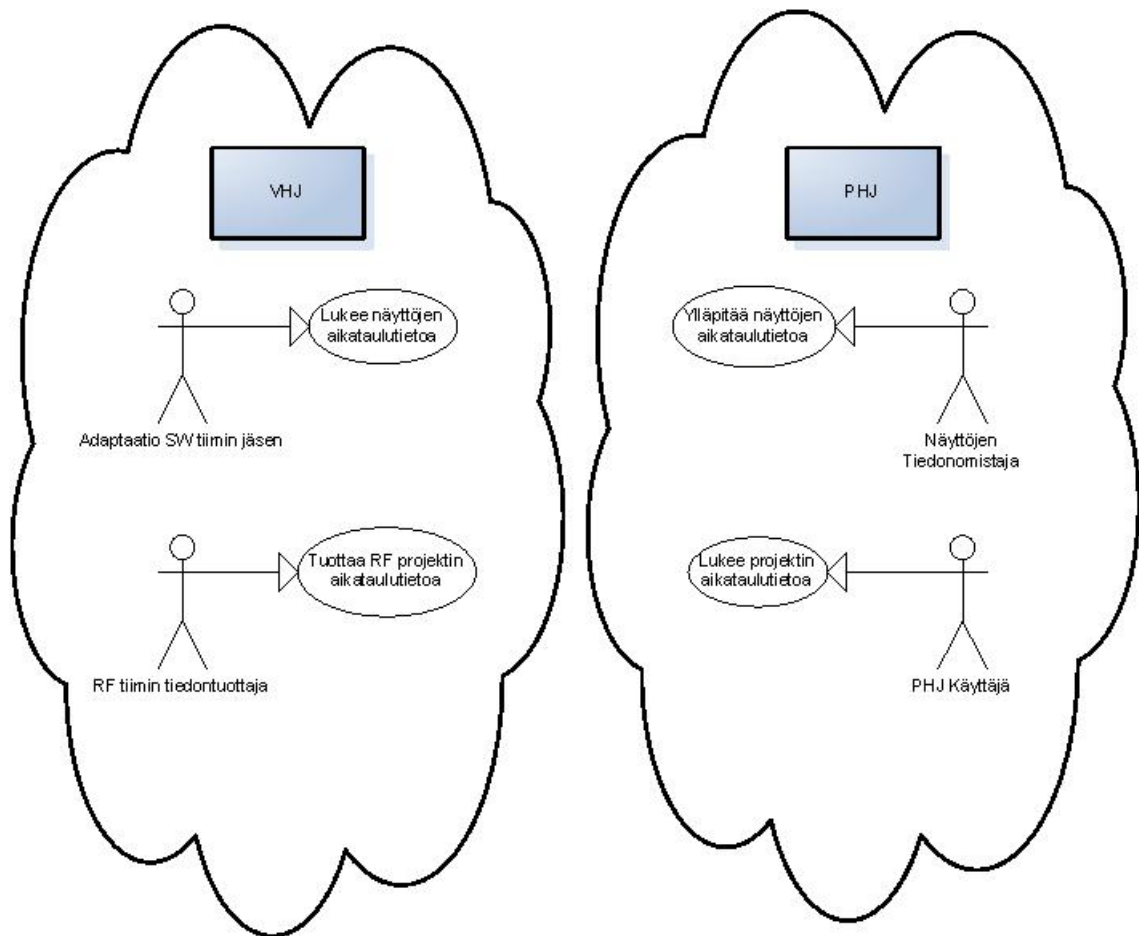 VHJ
Lukee näyttöjen
aikataulutietoa
Adaptaatio SW tiimin jäsen
Tuottaa RF projektin
aikataulutietoa
RF tiimin tiedontuottaja
PHJ
Ylläpitää näyttöjen
aikataulutietoa
Näyttöjen
Tiedonomistaja
Lukee projektin
aikataulutietoa
PHJ Käyttäjä